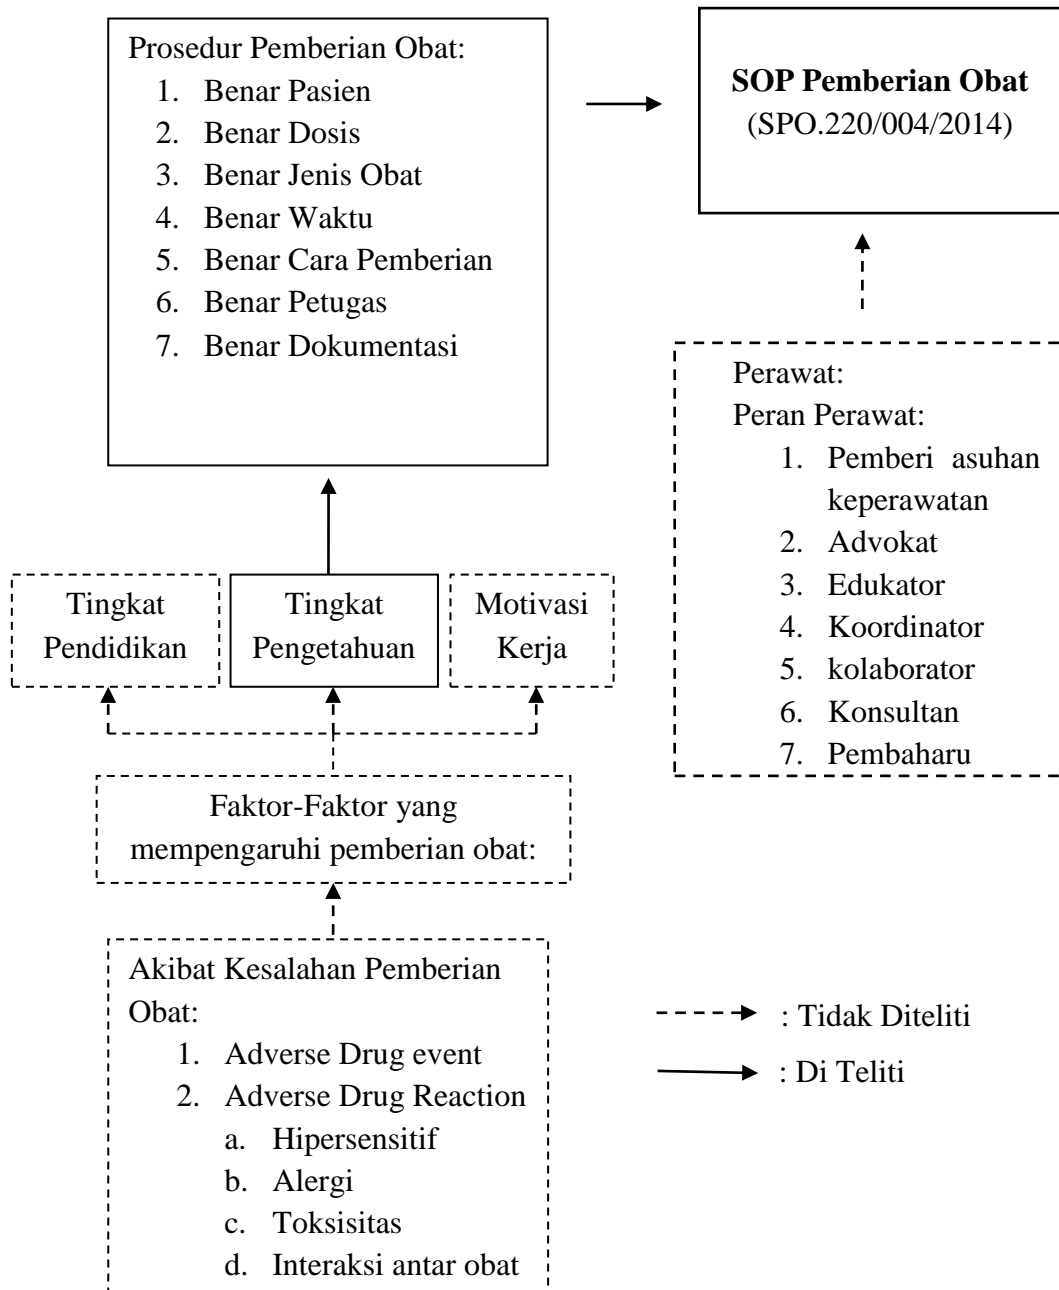 Prosedur Pemberian Obat:
1. Benar Pasien
2. Benar Dosis
3. Benar Jenis Obat
4. Benar Waktu
5. Benar Cara Pemberian
6. Benar Petugas
7. Benar Dokumentasi
SOP Pemberian Obat
(SPO.220/004/2014)
Perawat:
Peran Perawat:
1. Pemberi asuhan
keperawatan
2. Advokat
3. Edukator
4. Koordinator
5. kolaborator
6. Konsultan
7. Pembaharu
Tingkat
Pendidikan
Tingkat
Pengetahuan
Motivasi
Kerja
Faktor-Faktor yang
mempengaruhi pemberian obat:
Akibat Kesalahan Pemberian
Obat:
1. Adverse Drug event
2. Adverse Drug Reaction
a. Hipersensitif
b. Alergi
c. Toksisitas
d. Interaksi antar obat
: Tidak Diteliti
: Di Teliti